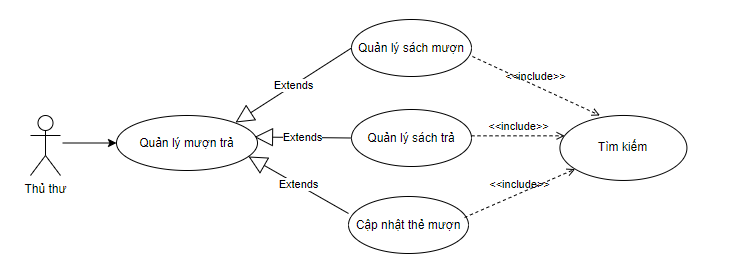 Quản lý sách mượn
<<include>>
Extends
Quản lý mượn trả
Extends
Quản lý sách trả
<<include>>
Tìm kiếm
Thủ thư
Extends
<<include>>
Cập nhật thẻ mượn